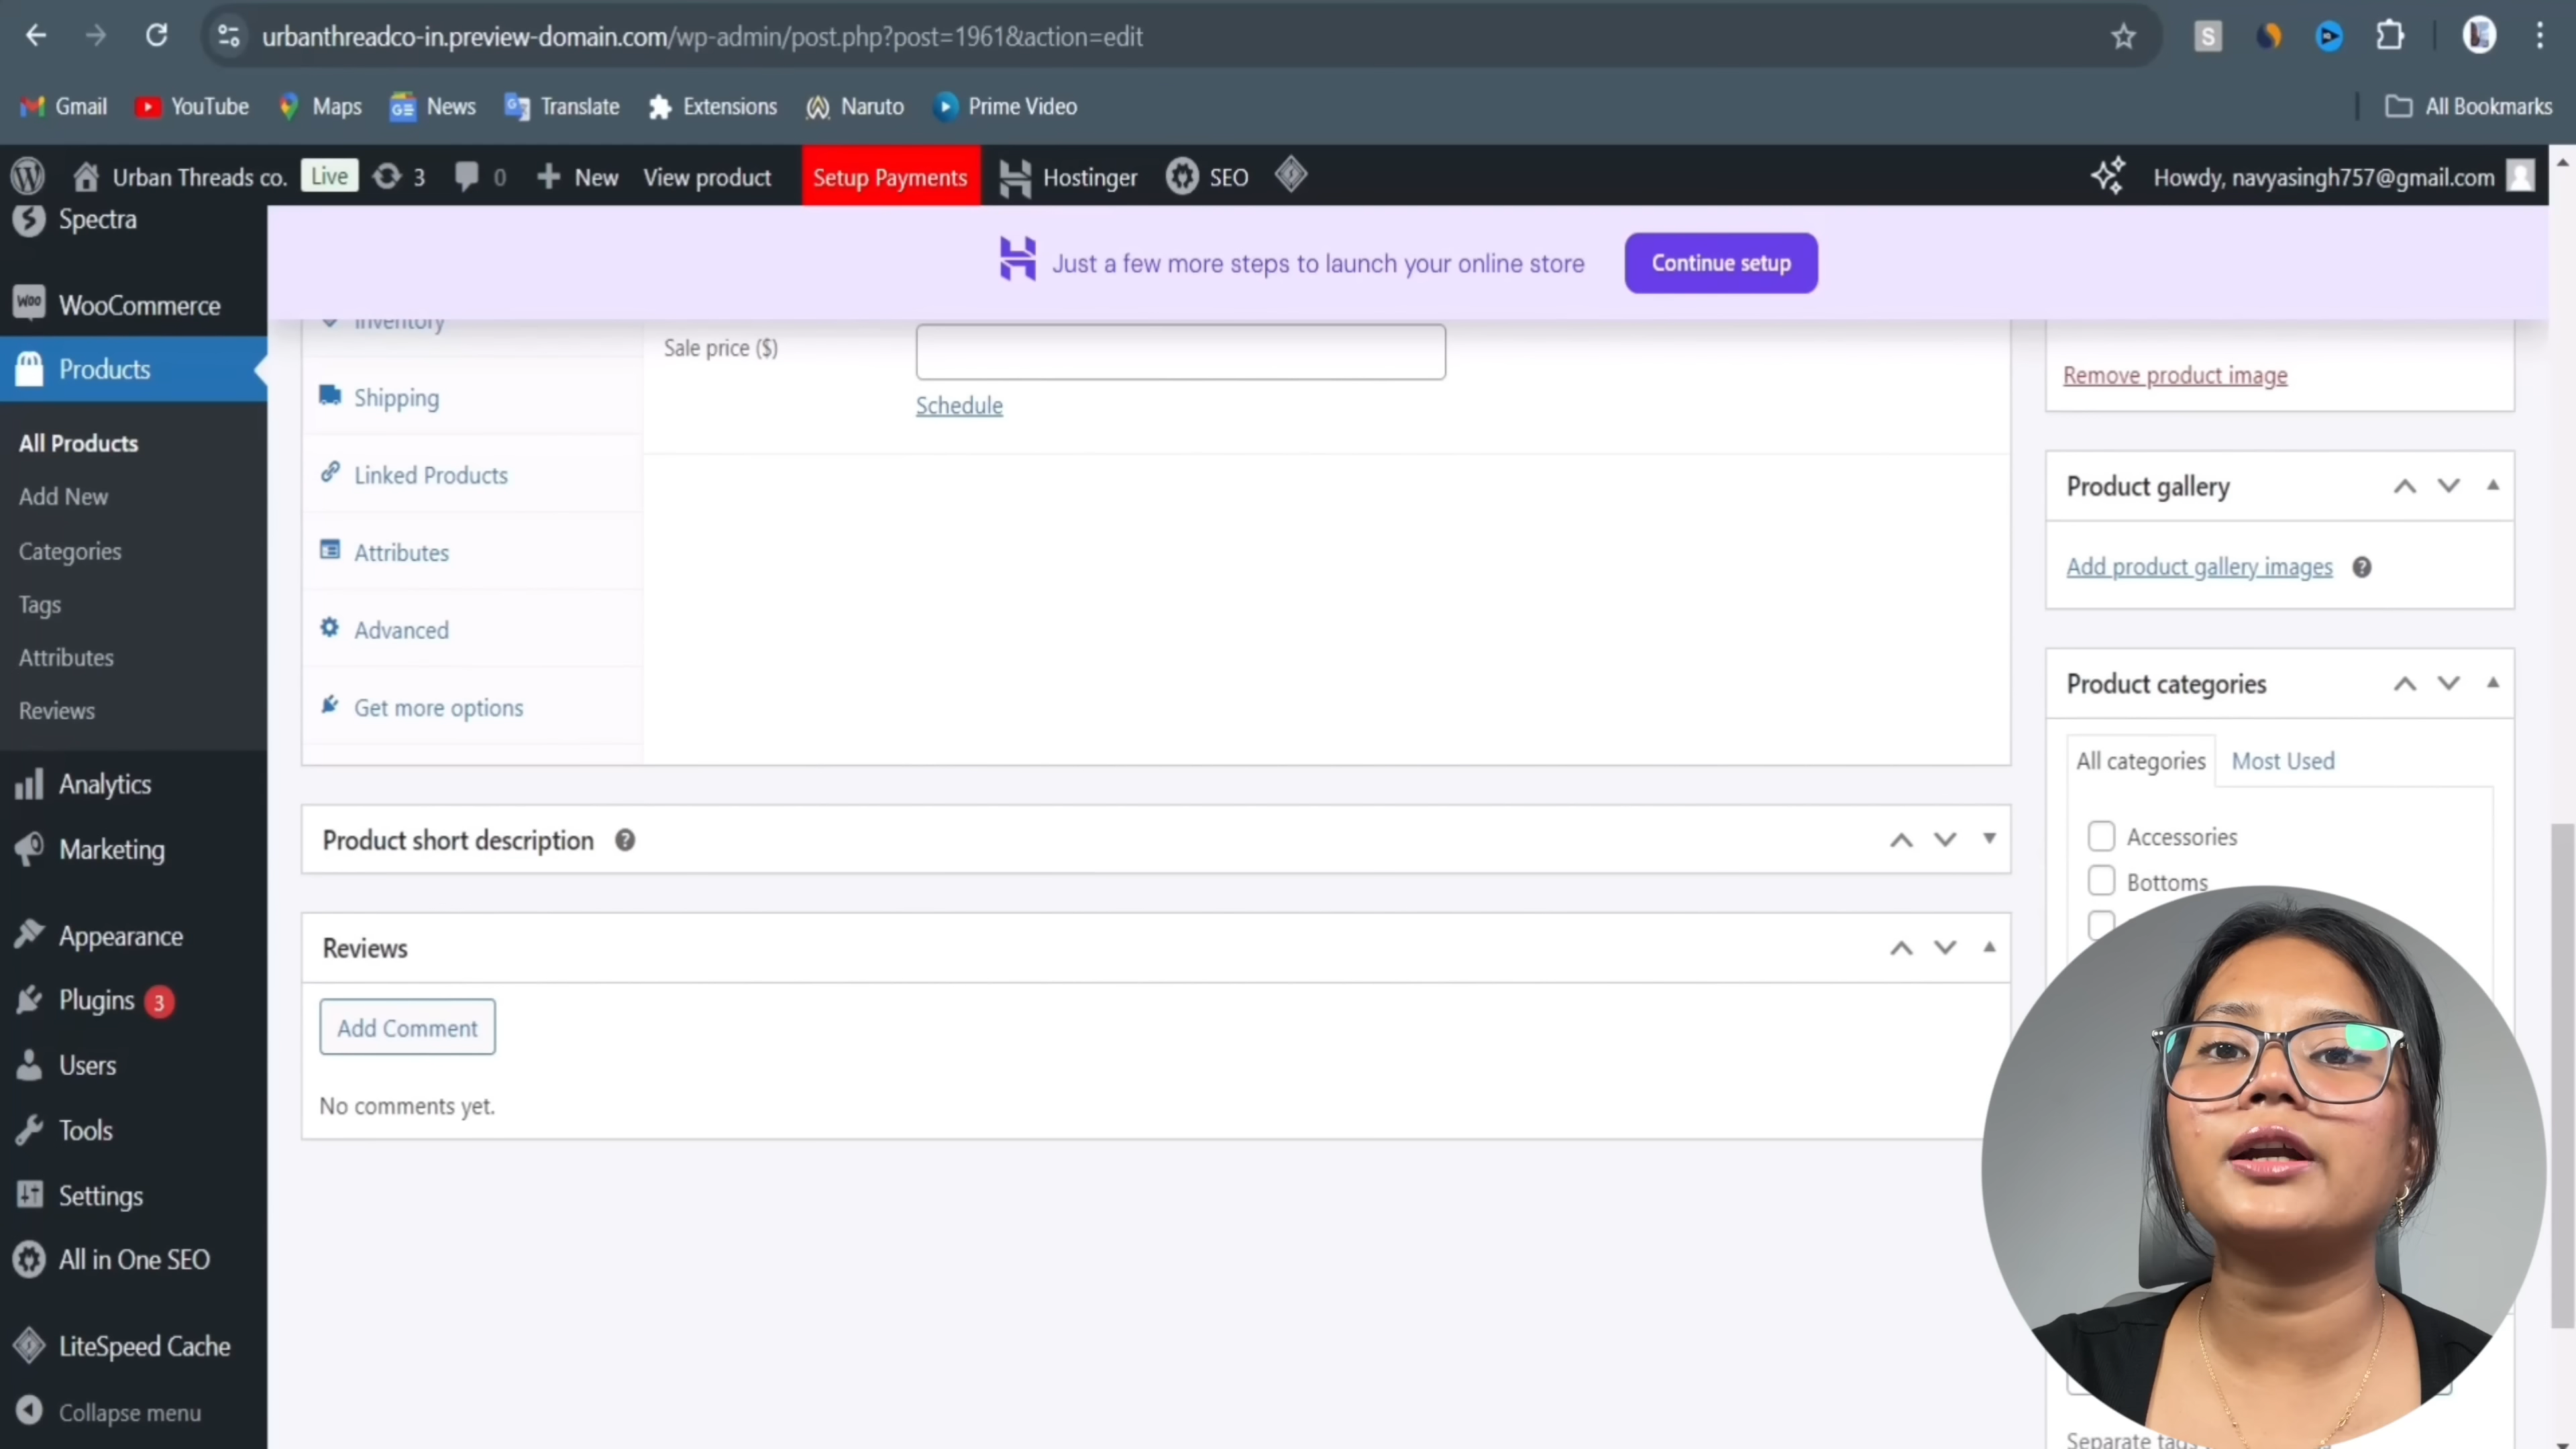 urbanthreadco-in.preview-domain.com/wp-admin/post.php?post=1961&action=edit
Gmail YouTube Maps News Translate Extensions Naruto Prime Video All Bookmarks
Urban Threads co. Live 3 0 New View product Setup Payments Hostinger SEO Howdy, navyasingh757@gmail.com
Spectra
WooCommerce
Products
All Products
Add New
Categories
Tags
Attributes
Reviews
Analytics
Marketing
Appearance
Plugins 3
Users
Tools
Settings
All in One SEO
LiteSpeed Cache
Collapse menu
Just a few more steps to launch your online store Continue setup
Inventory
Shipping
Linked Products
Attributes
Advanced
Get more options
Sale price ($)
Schedule
Product short description
Reviews
Add Comment
No comments yet.
Remove product image
Product gallery
Add product gallery images
Product categories
All categories Most Used
Accessories
Bottoms
Separate tags